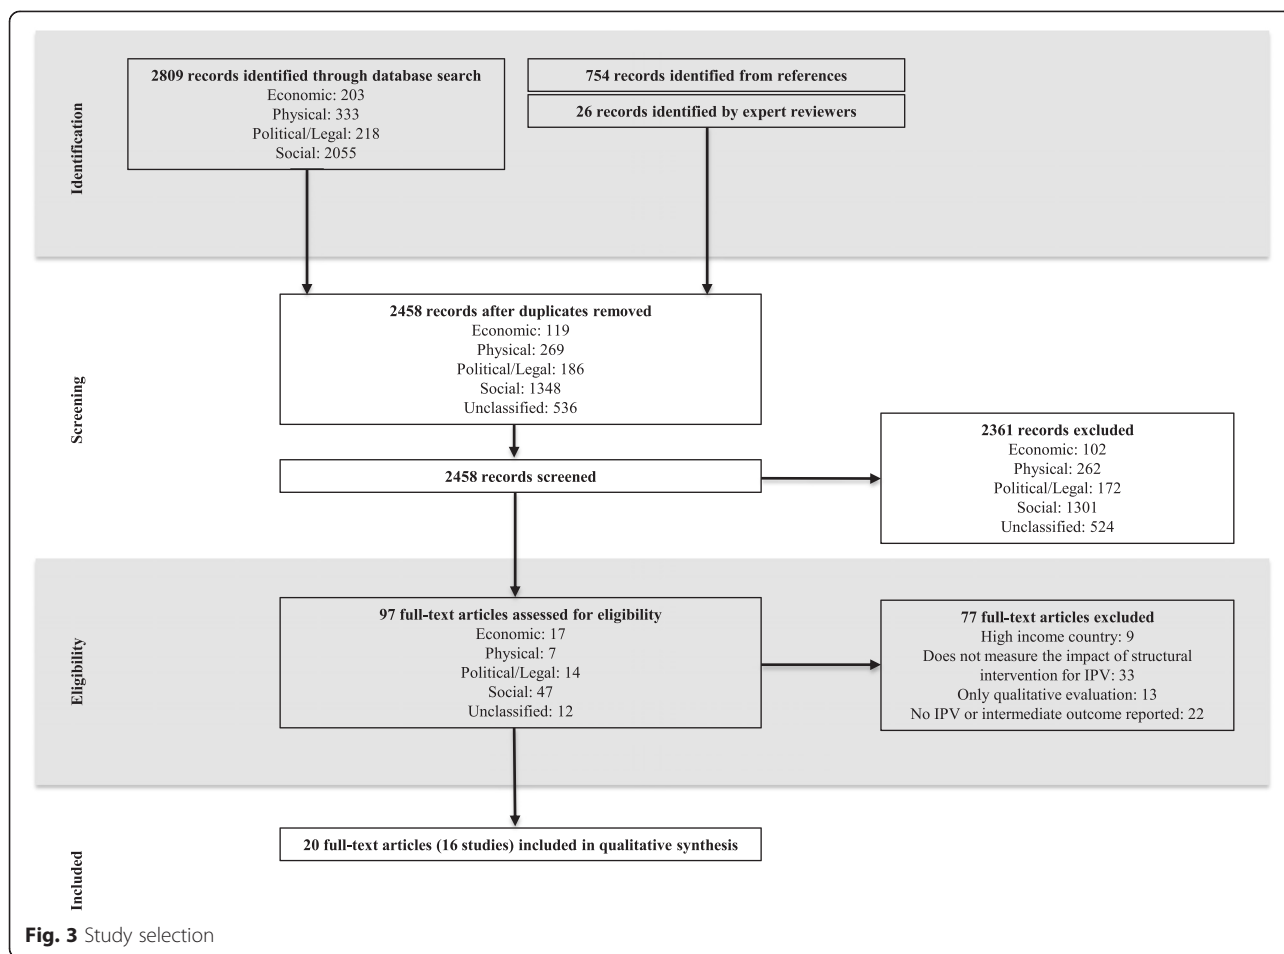 Identification
2809 records identified through database search
Economic: 203
Physical: 333
Political/Legal: 218
Social: 2055
754 records identified from references
26 records identified by expert reviewers
Screening
2458 records after duplicates removed
Economic: 119
Physical: 269
Political/Legal: 186
Social: 1348
Unclassified: 536
2458 records screened
2361 records excluded
Economic: 102
Physical: 262
Political/Legal: 172
Social: 1301
Unclassified: 524
Eligibility
97 full-text articles assessed for eligibility
Economic: 17
Physical: 7
Political/Legal: 14
Social: 47
Unclassified: 12
77 full-text articles excluded
High income country: 9
Does not measure the impact of structural
intervention for IPV: 33
Only qualitative evaluation: 13
No IPV or intermediate outcome reported: 22
Included
20 full-text articles (16 studies) included in qualitative synthesis
Fig. 3 Study selection